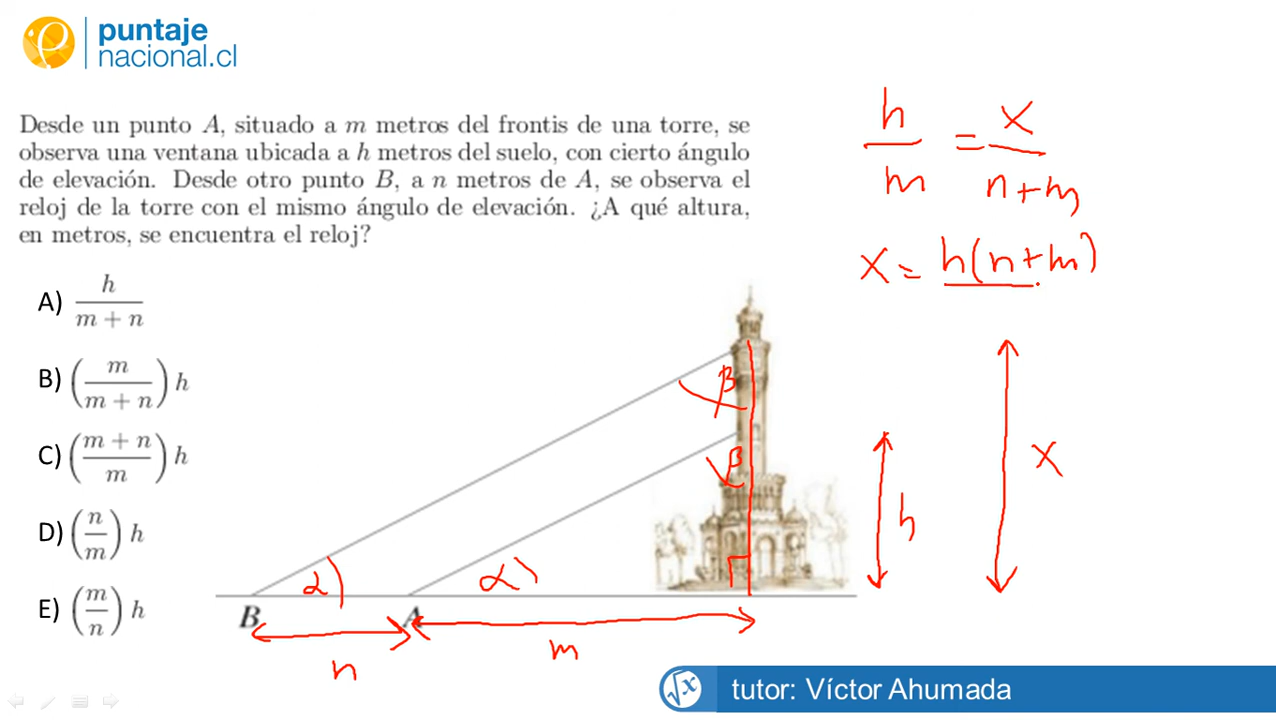 puntaje
nacional.cl
Desde un punto A, situado a m metros del frontis de una torre, se
observa una ventana ubicada a h metros del suelo, con cierto ángulo
de elevación. Desde otro punto B, a n metros de A, se observa el
reloj de la torre con el mismo ángulo de elevación. ¿A qué altura,
en metros, se encuentra el reloj?
A) h/(m + n)
B) (m/(m + n)) h
C) ((m + n)/m) h
D) (n/m) h
E) (m/n) h
h/m = x/(n+m)
x = h(n+m)
β
β
h
x
α
α
B
A
n
m
√x
tutor: Víctor Ahumada